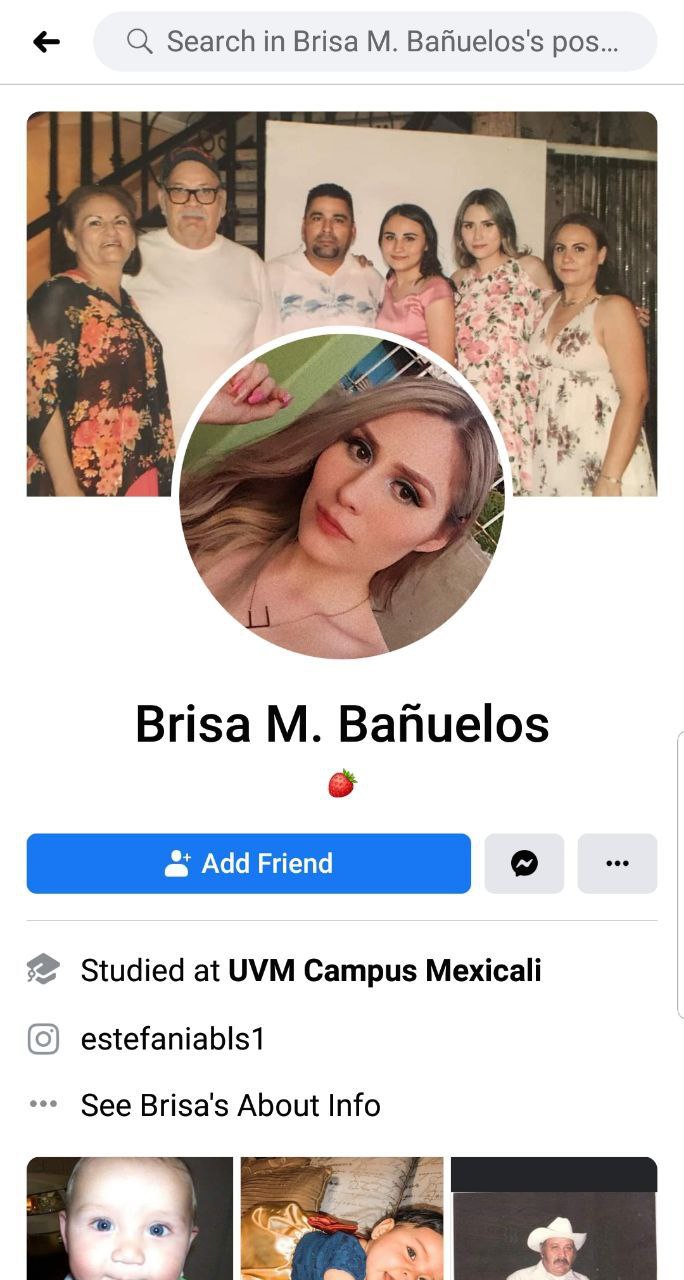 Search in Brisa M. Bañuelos's pos...
Brisa M. Bañuelos
Add Friend
Studied at UVM Campus Mexicali
estefaniabls1
See Brisa's About Info